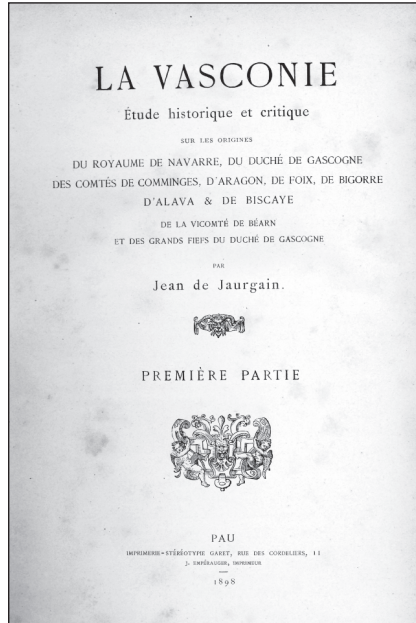 LA VASCONIE
Étude historique et critique
SUR LES ORIGINES
DU ROYAUME DE NAVARRE, DU DUCHÉ DE GASCOGNE
DES COMTÉS DE COMMINGES, D'ARAGON, DE FOIX, DE BIGORRE
D'ALAVA & DE BISCAYE
DE LA VICOMTÉ DE BÉARN
ET DES GRANDS FIEFS DU DUCHÉ DE GASCOGNE
PAR
Jean de Jaurgain.
PREMIÈRE PARTIE
PAU
IMPRIMERIE-STÉRÉOTYPIE GARET, RUE DES CORDELIERS, 11
J. EMPÉRAUGER, IMPRIMEUR
1898